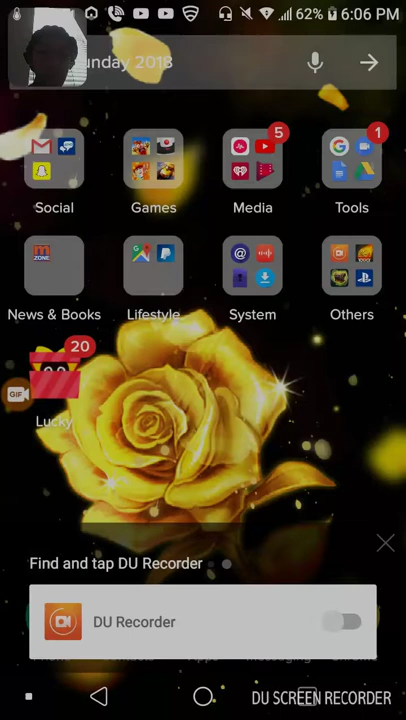 62% 6:06 PM
unday 2018
5
1
Social Games Media Tools
News & Books Lifestyle System Others
20
GIF
Lucky
Find and tap DU Recorder
DU Recorder
DU SCREEN RECORDER